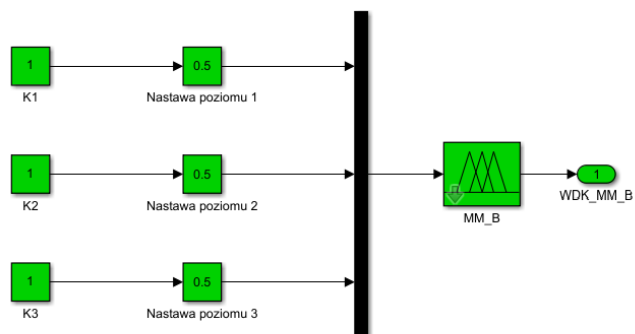 1
0.5
K1
Nastawa poziomu 1
1
0.5
1
K2
Nastawa poziomu 2
MM_B
WDK_MM_B
1
0.5
K3
Nastawa poziomu 3